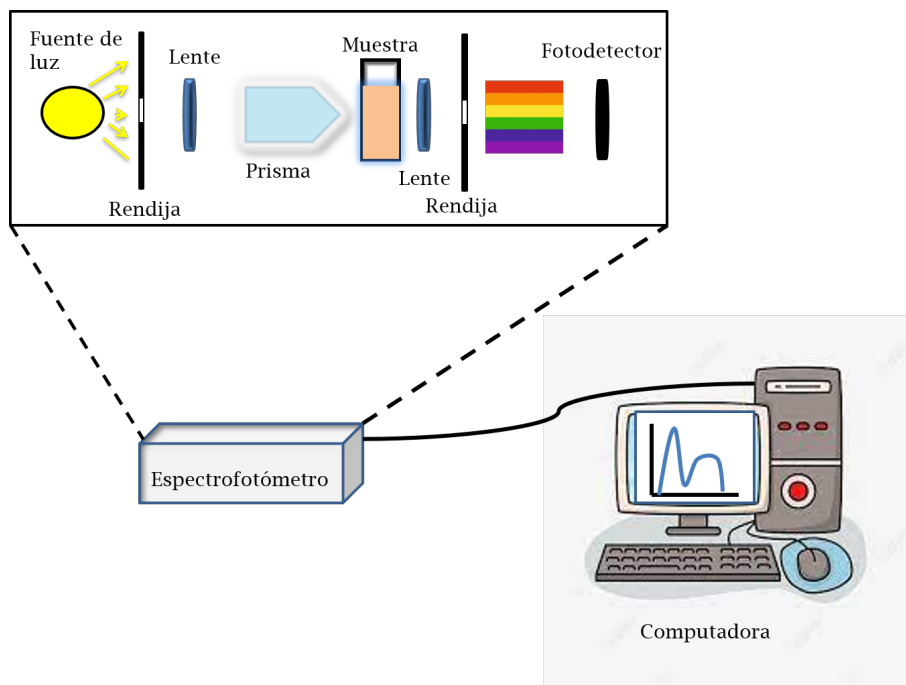 Fuente de
luz
Lente
Muestra
Fotodetector
Prisma
Lente
Rendija
Rendija
Espectrofotómetro
Computadora